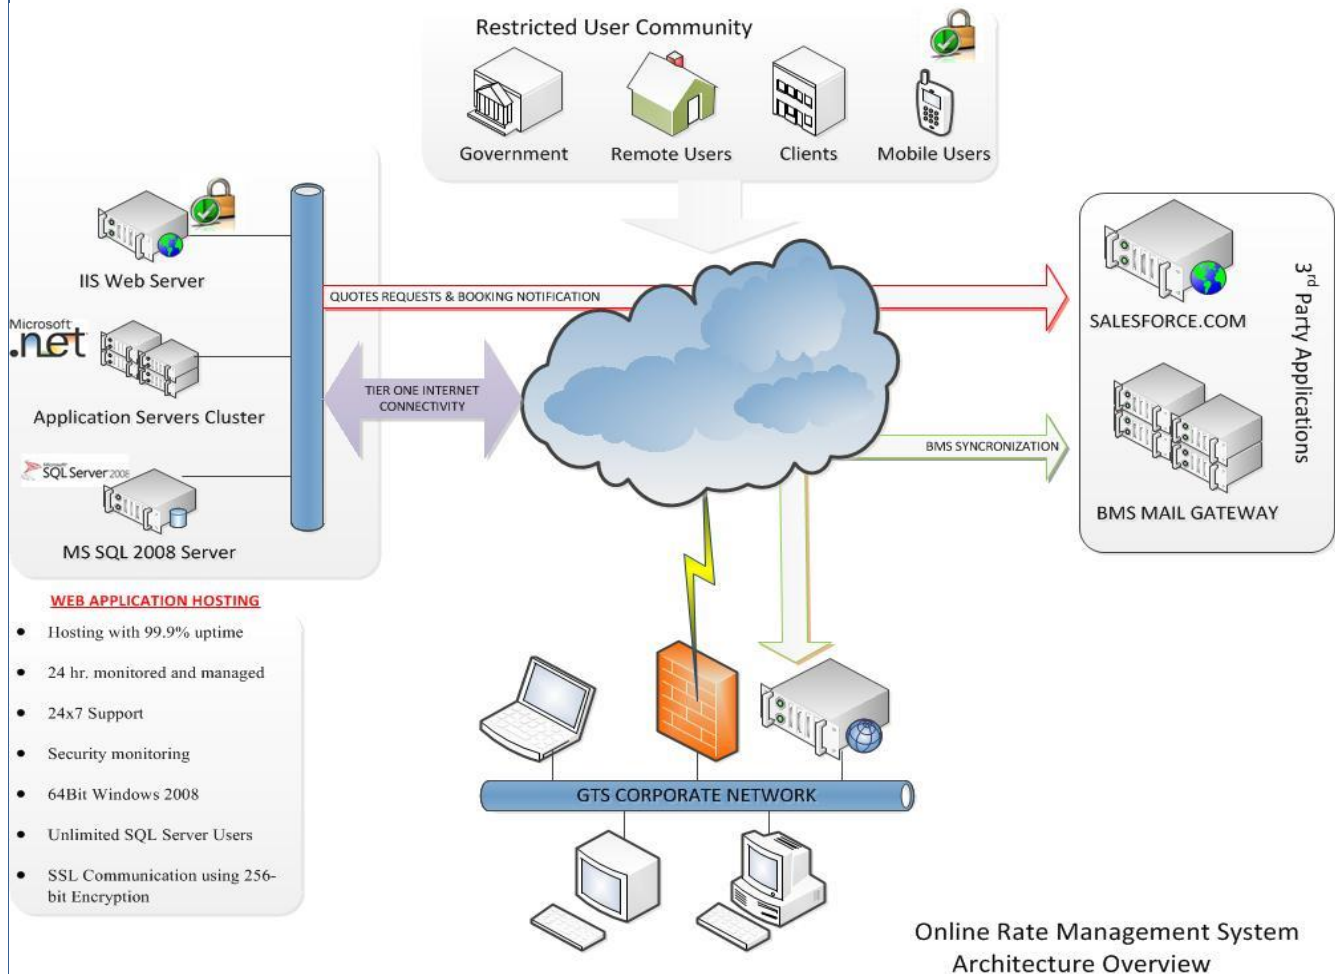 Restricted User Community
Government
Remote Users
Clients
Mobile Users
IIS Web Server
Microsoft
.net
Application Servers Cluster
Microsoft
SQL Server 2008
MS SQL 2008 Server
QUOTES REQUESTS & BOOKING NOTIFICATION
TIER ONE INTERNET
CONNECTIVITY
BMS SYNCRONIZATION
SALESFORCE.COM
BMS MAIL GATEWAY
3rd Party Applications
WEB APPLICATION HOSTING
• Hosting with 99.9% uptime
• 24 hr. monitored and managed
• 24x7 Support
• Security monitoring
• 64Bit Windows 2008
• Unlimited SQL Server Users
• SSL Communication using 256-
bit Encryption
GTS CORPORATE NETWORK
Online Rate Management System
Architecture Overview